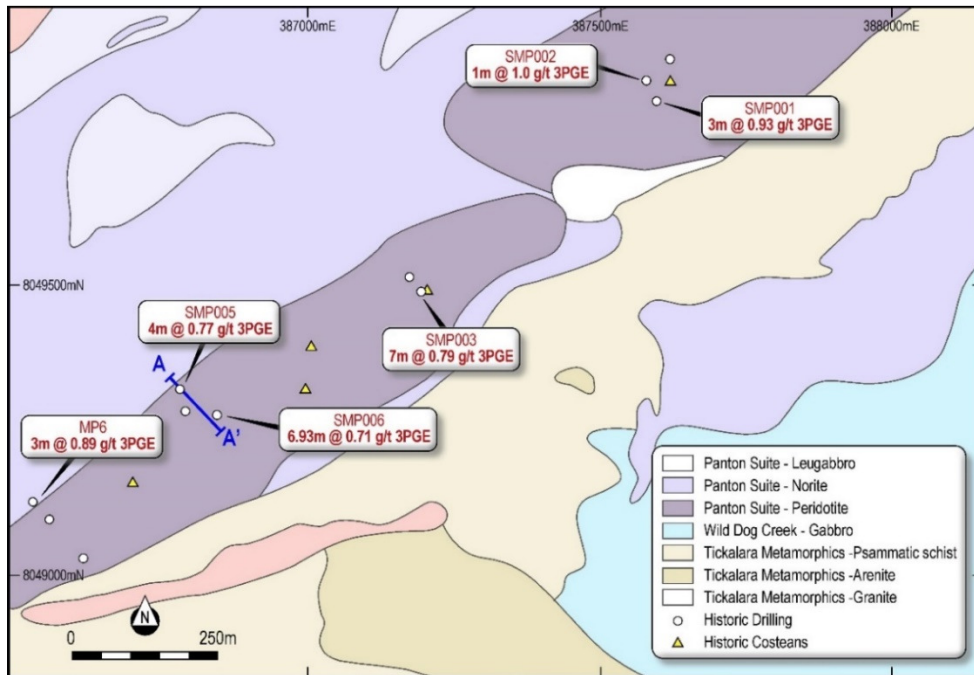 387000mE
387500mE
388000mE
SMP002
1m @ 1.0 g/t 3PGE
SMP001
3m @ 0.93 g/t 3PGE
8049500mN
SMP005
4m @ 0.77 g/t 3PGE
SMP003
7m @ 0.79 g/t 3PGE
A
A'
SMP006
6.93m @ 0.71 g/t 3PGE
MP6
3m @ 0.89 g/t 3PGE
8049000mN
N
0
250m
Panton Suite - Leugabbro
Panton Suite - Norite
Panton Suite - Peridotite
Wild Dog Creek - Gabbro
Tickalara Metamorphics -Psammatic schist
Tickalara Metamorphics -Arenite
Tickalara Metamorphics -Granite
Historic Drilling
Historic Costeans